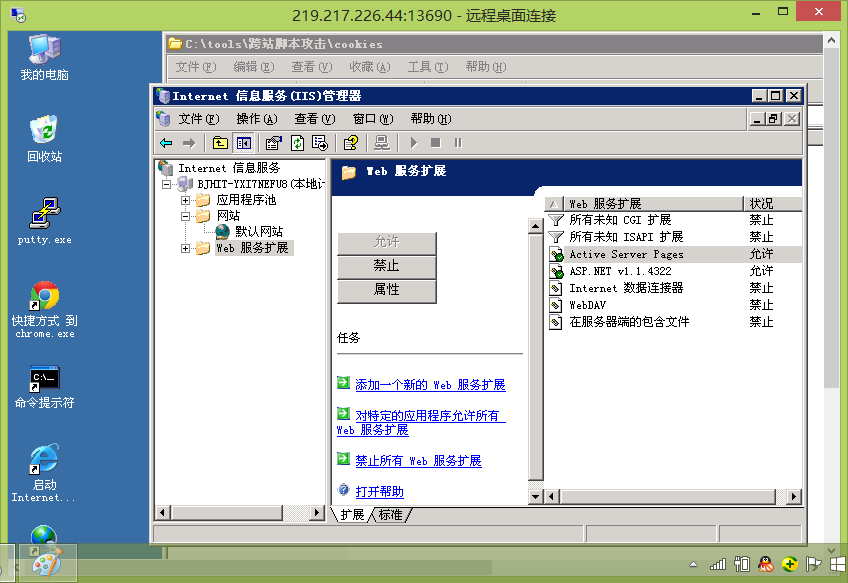 219.217.226.44:13690 - 远程桌面连接
我的电脑
回收站
putty.exe
快捷方式 到
chrome.exe
命令提示符
启动
Internet...
C:\tools\跨站脚本攻击\cookies
文件(F) 编辑(E) 查看(V) 收藏(A) 工具(T) 帮助(H)
Internet 信息服务(IIS)管理器
文件(F) 操作(A) 查看(V) 窗口(W) 帮助(H)
Internet 信息服务
BJHIT-YXI7NEFU8(本地计
应用程序池
网站
默认网站
Web 服务扩展
Web 服务扩展
允许
禁止
属性
任务
添加一个新的 Web 服务扩展
对特定的应用程序允许所有
Web 服务扩展
禁止所有 Web 服务扩展
打开帮助
Web 服务扩展 状况
所有未知 CGI 扩展 禁止
所有未知 ISAPI 扩展 禁止
Active Server Pages 允许
ASP.NET v1.1.4322 允许
Internet 数据连接器 禁止
WebDAV 禁止
在服务器端的包含文件 禁止
扩展 标准